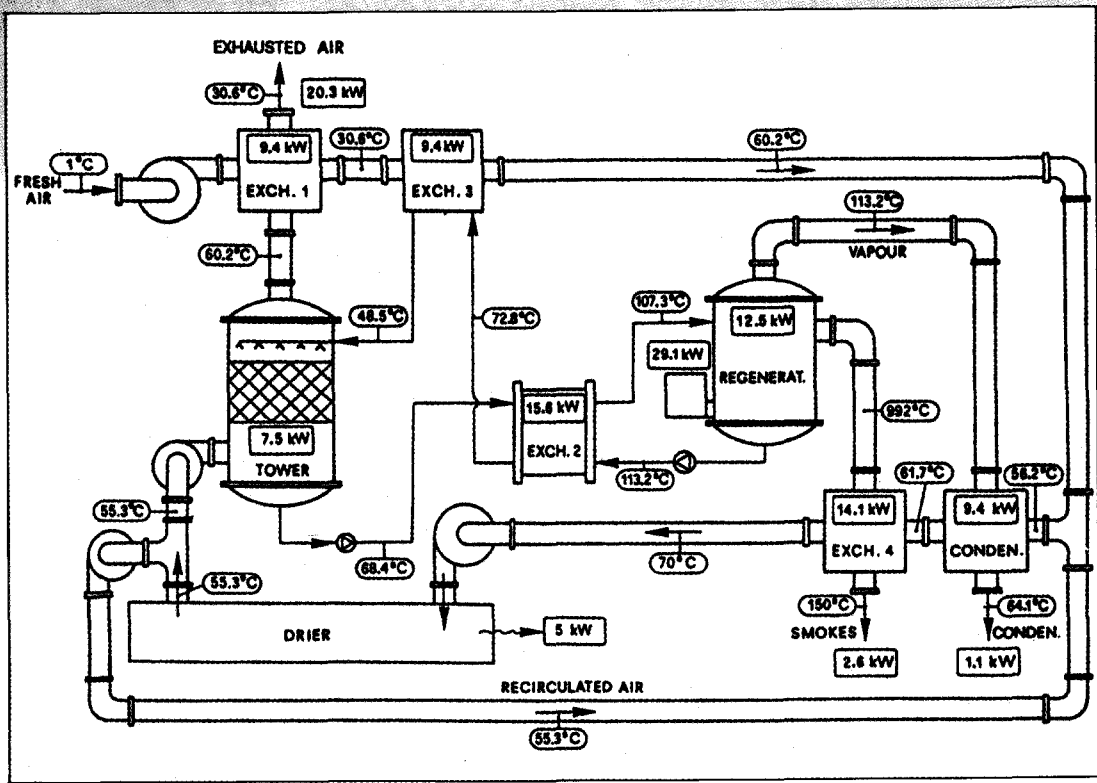 EXHAUSTED AIR
30.6°C
20.3 kW
9.4 kW
EXCH. 1
30.6°C
9.4 kW
EXCH. 3
60.2°C
1°C
FRESH
AIR
60.2°C
113.2°C
VAPOUR
48.5°C
72.8°C
107.3°C
12.5 kW
REGENERAT.
29.1 kW
992°C
15.6 kW
EXCH. 2
113.2°C
7.5 kW
TOWER
55.3°C
68.4°C
55.3°C
70°C
14.1 kW
EXCH. 4
61.7°C
9.4 kW
CONDEN.
56.2°C
DRIER
5 kW
150°C
SMOKES
2.6 kW
64.1°C
CONDEN.
1.1 kW
RECIRCULATED AIR
55.3°C